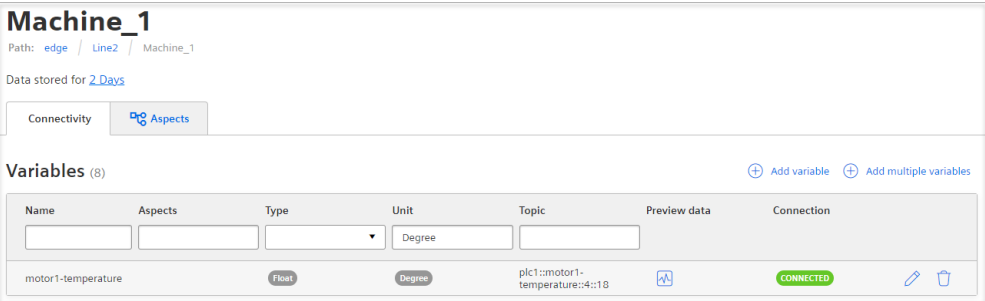 Machine_1
Path: edge / Line2 / Machine_1
Data stored for 2 Days
Connectivity Aspects
Variables (8) Add variable Add multiple variables
Name Aspects Type Unit Topic Preview data Connection
Degree
motor1-temperature Float Degree plc1::motor1- CONNECTED
temperature::4::18